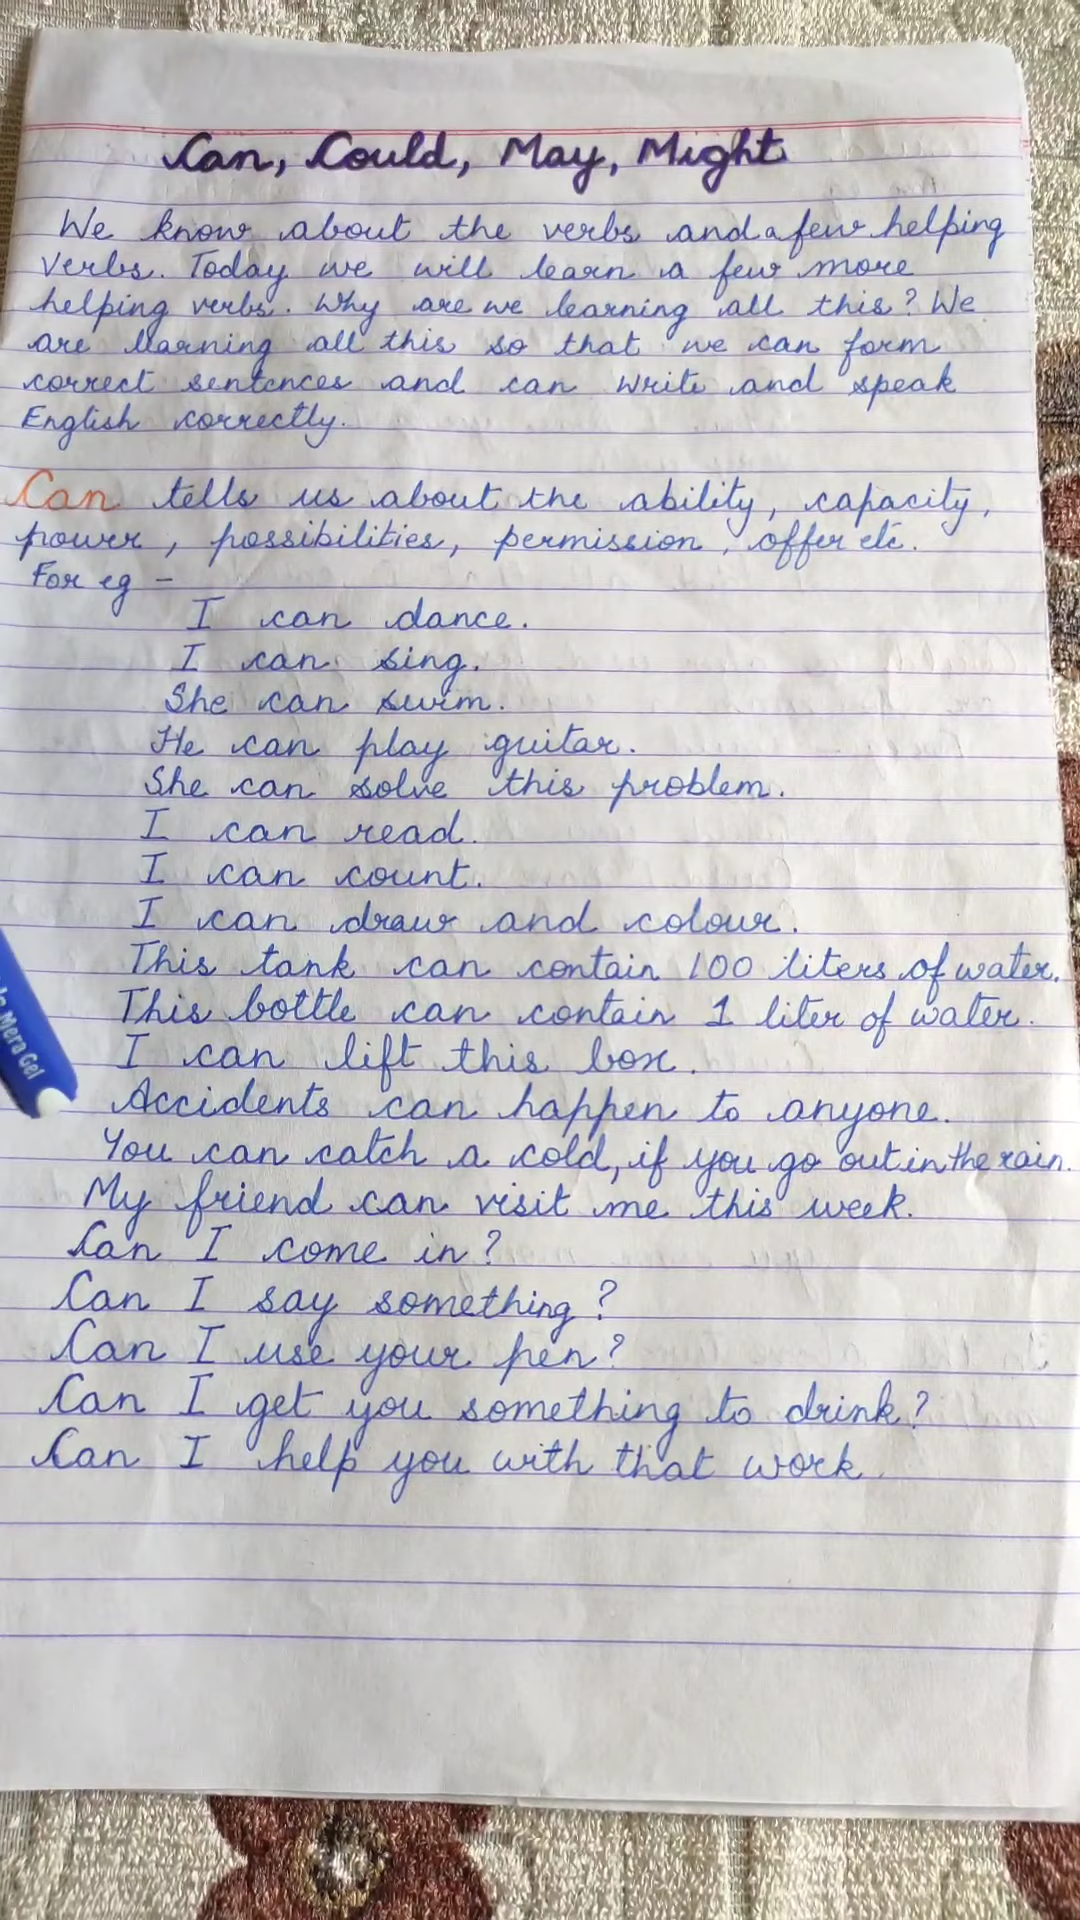 Can, Could, May, Might
We know about the verbs and a few helping
verbs. Today we will learn a few more
helping verbs. Why are we learning all this? We
are learning all this so that we can form
correct sentences and can write and speak
English correctly.
Can tells us about the ability, capacity,
power, possibilities, permission, offer etc.
For eg -
I can dance.
I can sing.
She can swim.
He can play guitar.
She can solve this problem.
I can read.
I can count.
I can draw and colour.
This tank can contain 100 liters of water.
This bottle can contain 1 liter of water.
I can lift this box.
Accidents can happen to anyone.
You can catch a cold, if you go out in the rain.
My friend can visit me this week.
Can I come in?
Can I say something?
Can I use your pen?
Can I get you something to drink?
Can I help you with that work.
Mera Gel